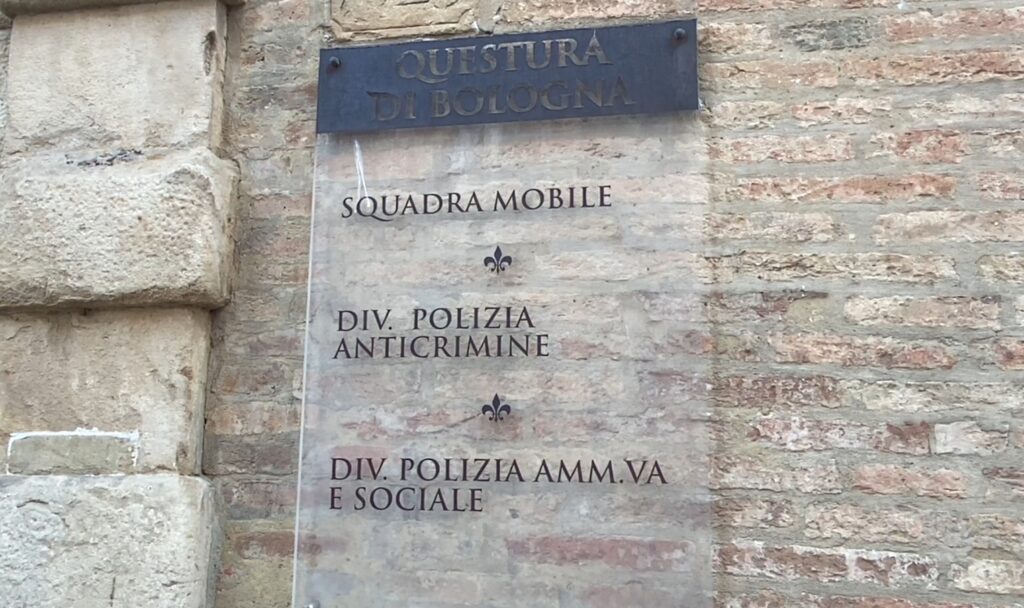 QUESTURA
DI BOLOGNA
SQUADRA MOBILE
DIV. POLIZIA
ANTICRIMINE
DIV. POLIZIA AMM.VA
E SOCIALE